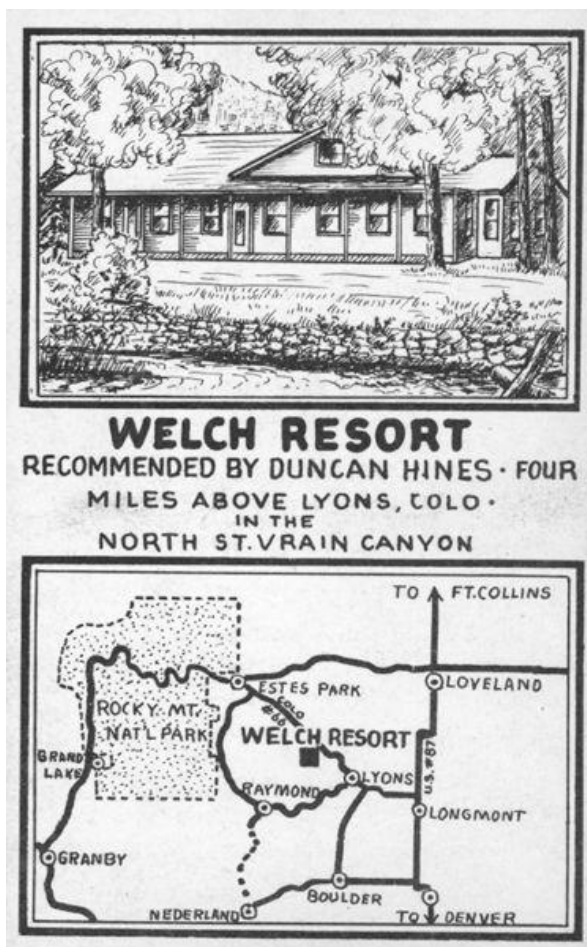 WELCH RESORT
RECOMMENDED BY DUNCAN HINES · FOUR
MILES ABOVE LYONS, COLO·
IN THE
NORTH ST. VRAIN CANYON
TO FT. COLLINS
ESTES PARK
LOVELAND
COLO #66
ROCKY MT.
NAT'L PARK
WELCH RESORT
U.S. #87
GRAND
LAKE
LYONS
RAYMOND
LONGMONT
GRANBY
BOULDER
NEDERLAND
TO DENVER